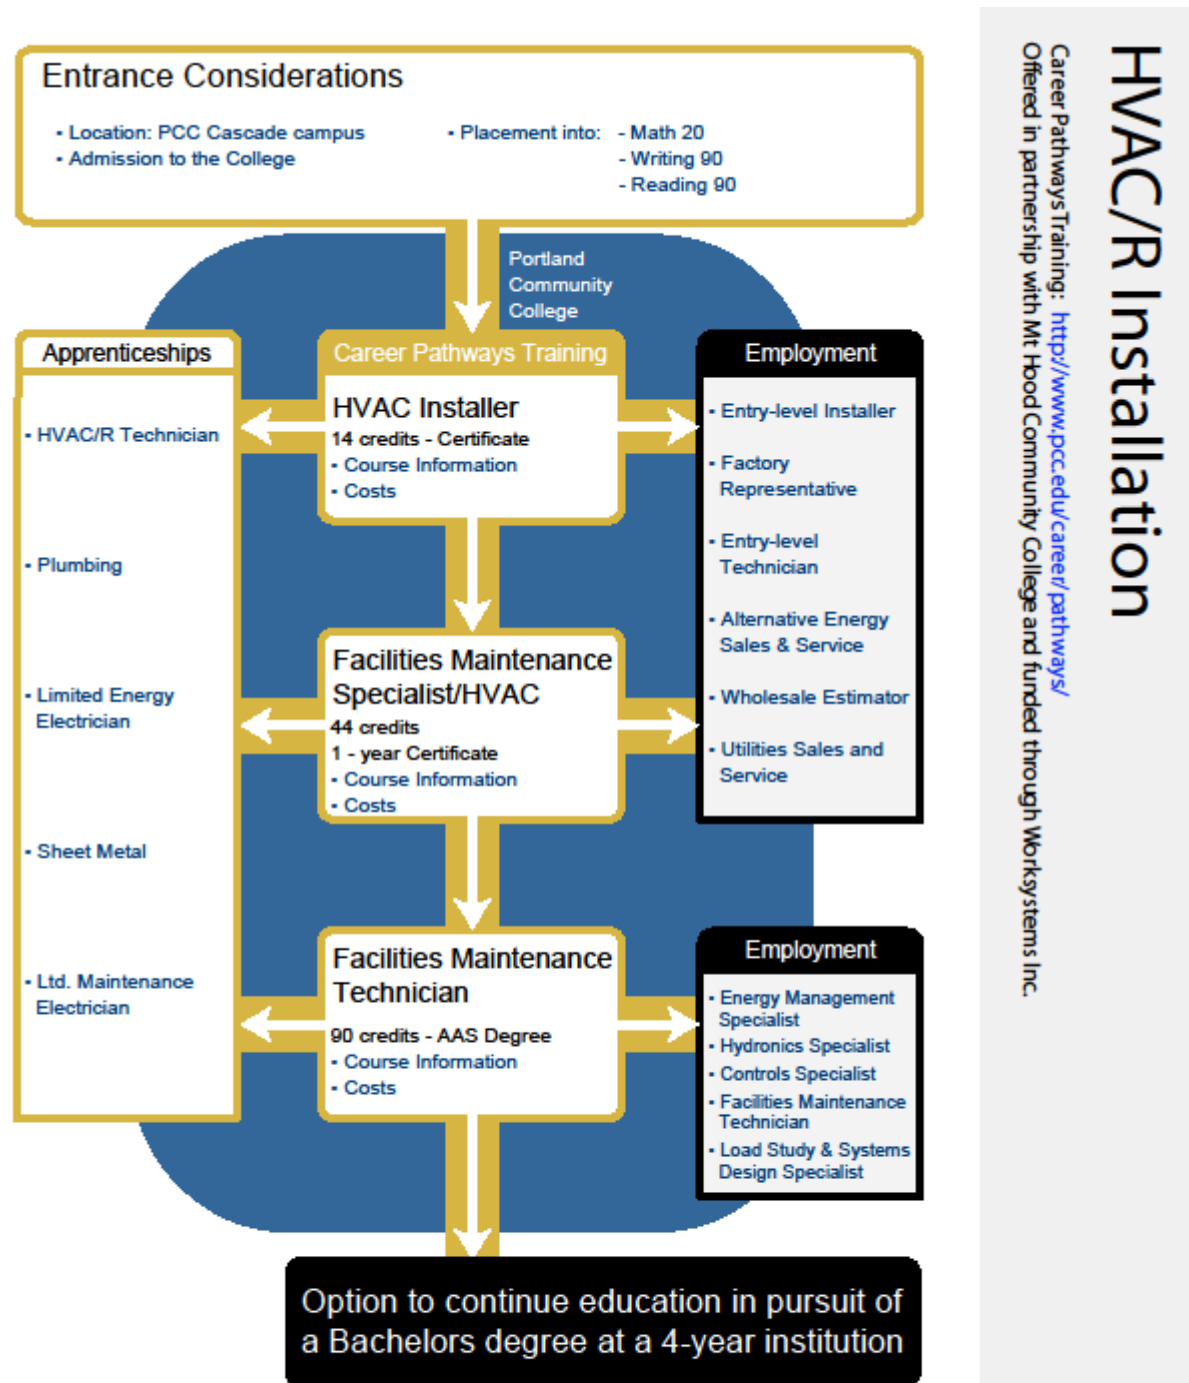 Entrance Considerations
▪ Location: PCC Cascade campus
▪ Admission to the College
▪ Placement into: - Math 20
- Writing 90
- Reading 90
Portland
Community
College
Apprenticeships
▪ HVAC/R Technician
▪ Plumbing
▪ Limited Energy
Electrician
▪ Sheet Metal
▪ Ltd. Maintenance
Electrician
Career Pathways Training
HVAC Installer
14 credits - Certificate
▪ Course Information
▪ Costs
Facilities Maintenance
Specialist/HVAC
44 credits
1 - year Certificate
▪ Course Information
▪ Costs
Facilities Maintenance
Technician
90 credits - AAS Degree
▪ Course Information
▪ Costs
Employment
▪ Entry-level Installer
▪ Factory
Representative
▪ Entry-level
Technician
▪ Alternative Energy
Sales & Service
▪ Wholesale Estimator
▪ Utilities Sales and
Service
Employment
▪ Energy Management
Specialist
▪ Hydronics Specialist
▪ Controls Specialist
▪ Facilities Maintenance
Technician
▪ Load Study & Systems
Design Specialist
Option to continue education in pursuit of
a Bachelors degree at a 4-year institution
HVAC/R Installation
Career Pathways Training: http://www.pcc.edu/career/pathways/
Offered in partnership with Mt Hood Community College and funded through Worksystems Inc.